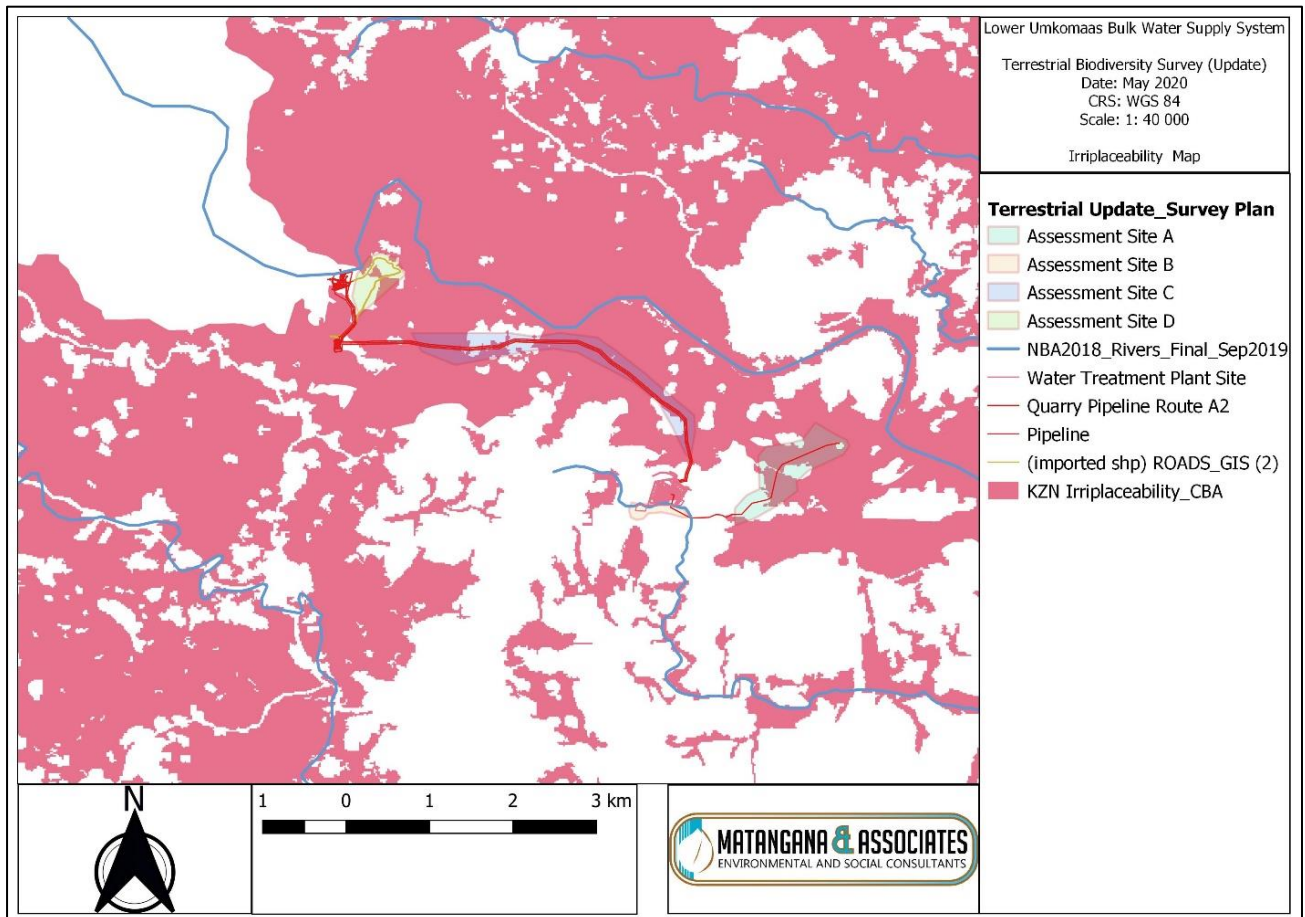 Lower Umkomaas Bulk Water Supply System
Terrestrial Biodiversity Survey (Update)
Date: May 2020
CRS: WGS 84
Scale: 1: 40 000
Irriplaceability Map
Terrestrial Update_Survey Plan
Assessment Site A
Assessment Site B
Assessment Site C
Assessment Site D
NBA2018_Rivers_Final_Sep2019
Water Treatment Plant Site
Quarry Pipeline Route A2
Pipeline
(imported shp) ROADS_GIS (2)
KZN Irriplaceability_CBA
N
1 0 1 2 3 km
MATANGANA & ASSOCIATES
ENVIRONMENTAL AND SOCIAL CONSULTANTS